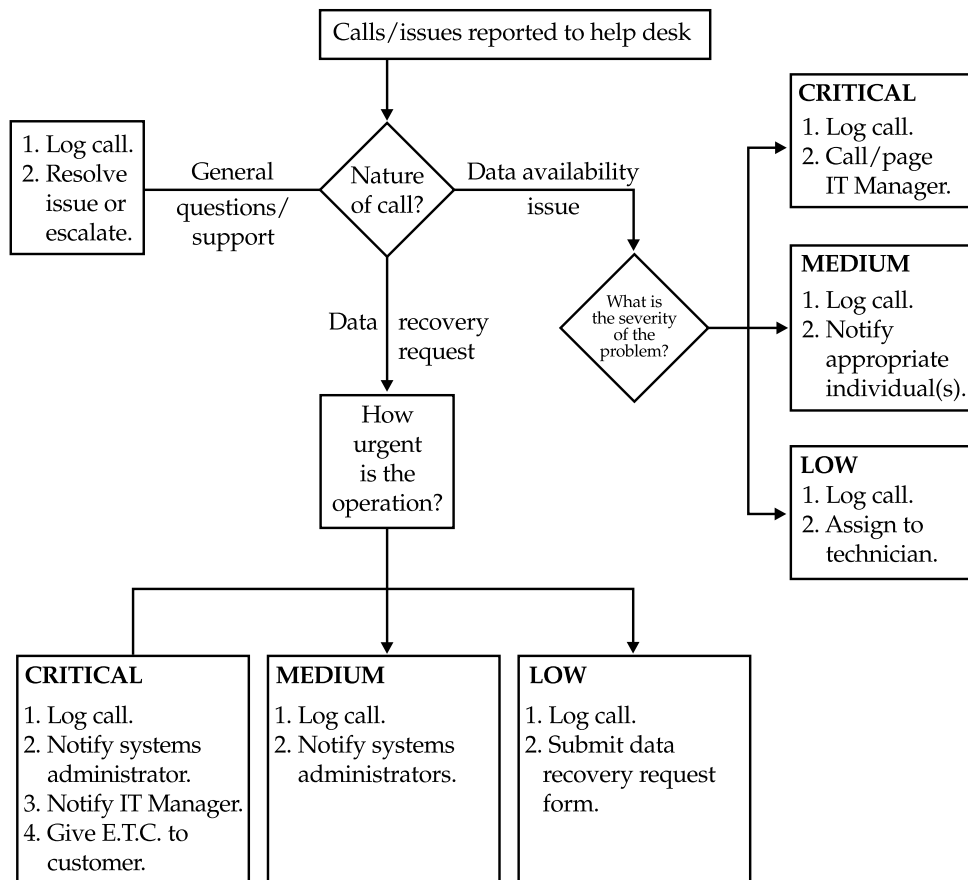 Calls/issues reported to help desk
Nature
of call?
General
questions/
support
1. Log call.
2. Resolve
issue or
escalate.
Data availability
issue
What is
the severity
of the
problem?
CRITICAL
1. Log call.
2. Call/page
IT Manager.
MEDIUM
1. Log call.
2. Notify
appropriate
individual(s).
LOW
1. Log call.
2. Assign to
technician.
Data recovery
request
How
urgent
is the
operation?
CRITICAL
1. Log call.
2. Notify systems
administrator.
3. Notify IT Manager.
4. Give E.T.C. to
customer.
MEDIUM
1. Log call.
2. Notify systems
administrators.
LOW
1. Log call.
2. Submit data
recovery request
form.